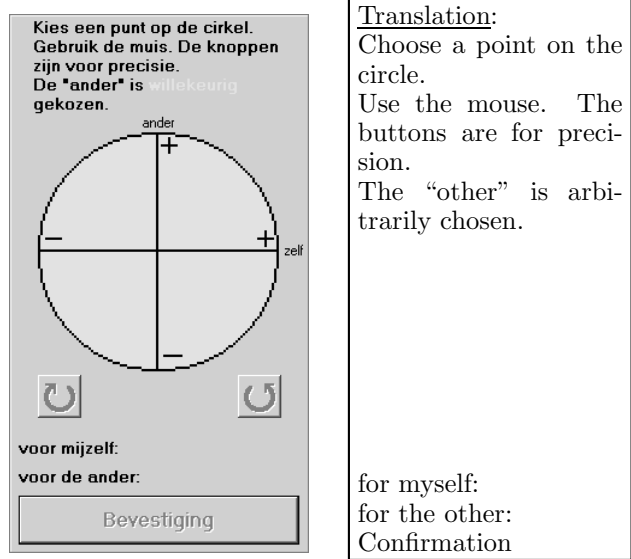 Kies een punt op de cirkel.
Gebruik de muis. De knoppen
zijn voor precisie.
De "ander" is willekeurig
gekozen.
ander
+
−
+
zelf
−
voor mijzelf:
voor de ander:
Bevestiging
Translation:
Choose a point on the
circle.
Use the mouse. The
buttons are for preci-
sion.
The “other” is arbi-
trarily chosen.
for myself:
for the other:
Confirmation